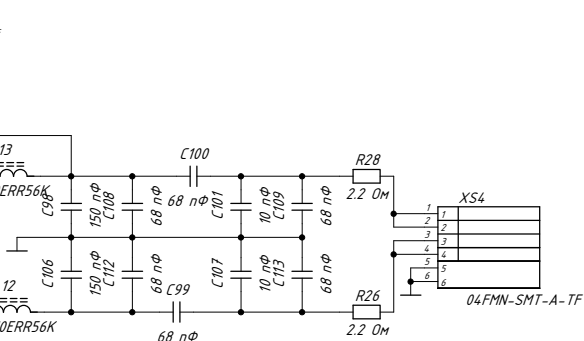 C100
13
R28
ERR56K
C98
150 пФ
C108
68 пФ
68 пФ
C101
10 пФ
C109
68 пФ
2.2 Ом
XS4
1 1
2 2
3 3
4 4
5 5
6 6
C106
150 пФ
C112
68 пФ
C107
10 пФ
C113
68 пФ
12
C99
R26
04FMN-SMT-A-TF
0ERR56K
68 пФ
2.2 Ом